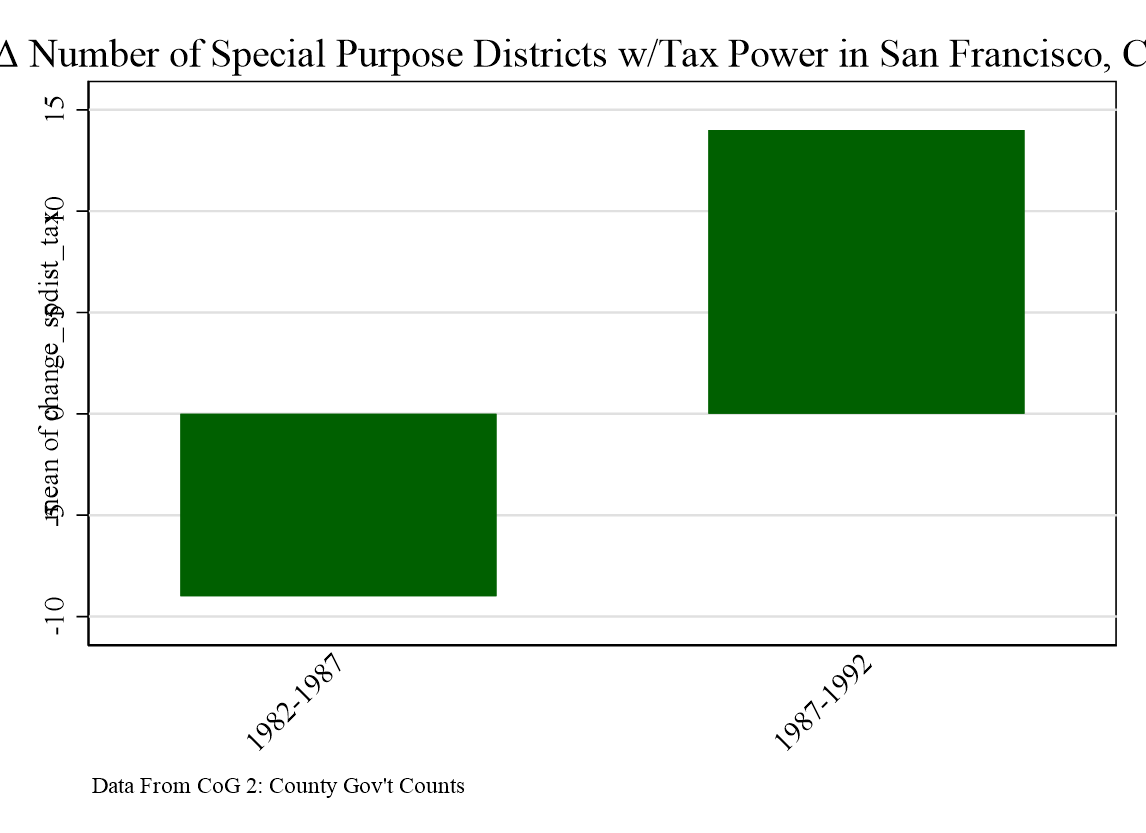 Δ Number of Special Purpose Districts w/Tax Power in San Francisco, C
mean of change_spdist_tax
15
10
5
0
-5
-10
1982-1987
1987-1992
Data From CoG 2: County Gov't Counts